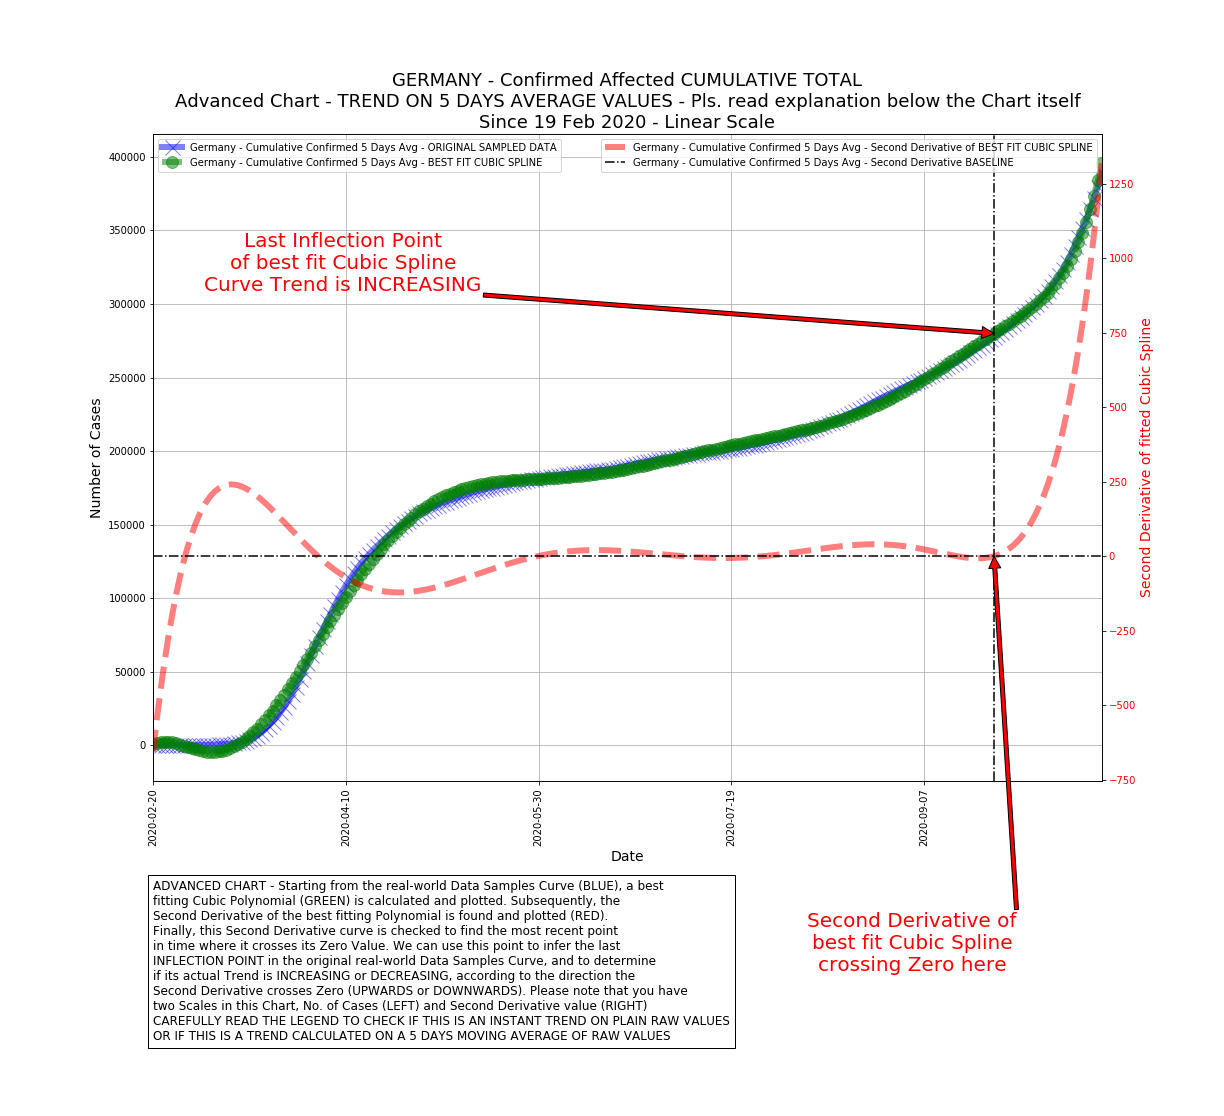 GERMANY - Confirmed Affected CUMULATIVE TOTAL
Advanced Chart - TREND ON 5 DAYS AVERAGE VALUES - Pls. read explanation below the Chart itself
Since 19 Feb 2020 - Linear Scale
Germany - Cumulative Confirmed 5 Days Avg - ORIGINAL SAMPLED DATA
Germany - Cumulative Confirmed 5 Days Avg - BEST FIT CUBIC SPLINE
Germany - Cumulative Confirmed 5 Days Avg - Second Derivative of BEST FIT CUBIC SPLINE
Germany - Cumulative Confirmed 5 Days Avg - Second Derivative BASELINE
Number of Cases
400000
350000
300000
250000
200000
150000
100000
50000
0
Last Inflection Point
of best fit Cubic Spline
Curve Trend is INCREASING
1250
1000
750
500
250
0
−250
−500
−750
Second Derivative of fitted Cubic Spline
2020-02-20
2020-04-10
2020-05-30
2020-07-19
2020-09-07
Date
ADVANCED CHART - Starting from the real-world Data Samples Curve (BLUE), a best
fitting Cubic Polynomial (GREEN) is calculated and plotted. Subsequently, the
Second Derivative of the best fitting Polynomial is found and plotted (RED).
Finally, this Second Derivative curve is checked to find the most recent point
in time where it crosses its Zero Value. We can use this point to infer the last
INFLECTION POINT in the original real-world Data Samples Curve, and to determine
if its actual Trend is INCREASING or DECREASING, according to the direction the
Second Derivative crosses Zero (UPWARDS or DOWNWARDS). Please note that you have
two Scales in this Chart, No. of Cases (LEFT) and Second Derivative value (RIGHT)
CAREFULLY READ THE LEGEND TO CHECK IF THIS IS AN INSTANT TREND ON PLAIN RAW VALUES
OR IF THIS IS A TREND CALCULATED ON A 5 DAYS MOVING AVERAGE OF RAW VALUES
Second Derivative of
best fit Cubic Spline
crossing Zero here